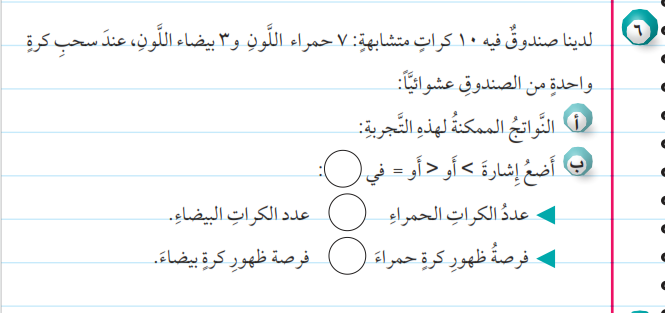 ٦ لدينا صندوقٌ فيه ١٠ كراتٍ متشابهةٍ: ٧ حمراء اللَّونِ و٣ بيضاء اللَّونِ، عندَ سحبِ كرةٍ
واحدةٍ من الصندوقِ عشوائيًّا:
أ النَّواتجُ الممكنةُ لهذهِ التَّجربةِ:
ب أَضعُ إِشارةَ > أَو < أَو = في :
عددُ الكراتِ الحمراءِ عدد الكراتِ البيضاءِ.
فرصةُ ظهورِ كرةٍ حمراءَ فرصة ظهورِ كرةٍ بيضاءَ.